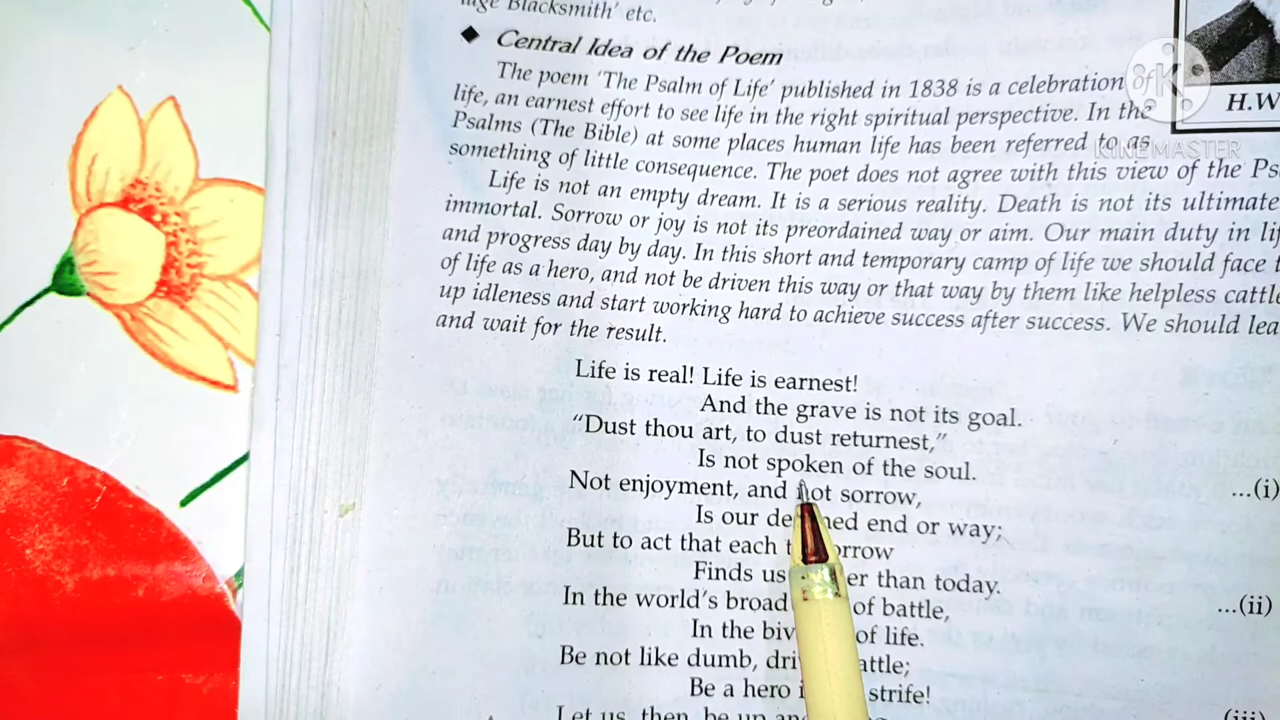 Blacksmith' etc.
◆ Central Idea of the Poem
The poem 'The Psalm of Life' published in 1838 is a celebration of
life, an earnest effort to see life in the right spiritual perspective. In the
Psalms (The Bible) at some places human life has been referred to as
something of little consequence. The poet does not agree with this view of the
Life is not an empty dream. It is a serious reality. Death is not its ultimate
immortal. Sorrow or joy is not its preordained way or aim. Our main duty in
and progress day by day. In this short and temporary camp of life we should face
of life as a hero, and not be driven this way or that way by them like helpless
up idleness and start working hard to achieve success after success. We should
and wait for the result.
H.W
KINEMASTER
Life is real! Life is earnest!
And the grave is not its goal.
"Dust thou art, to dust returnest,"
Is not spoken of the soul.
...(i)
Not enjoyment, and not sorrow,
Is our end or way;
But to act that each
Finds us than today.
...(ii)
In the world's broad of battle,
In the of life.
Be not like dumb,
Be a hero strife!
...(iii)
Let us, then, be up